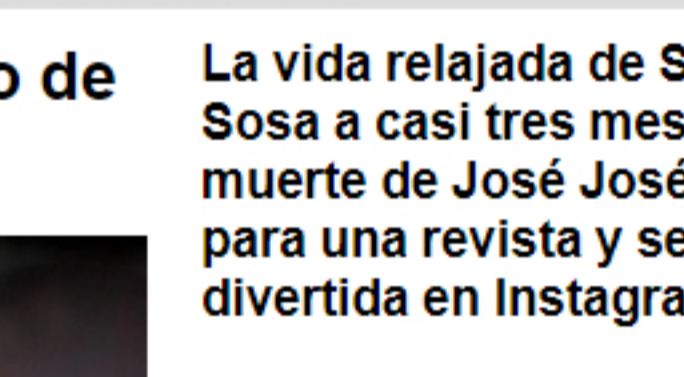 o de
La vida relajada de S
Sosa a casi tres mes
muerte de José José
para una revista y se
divertida en Instagra